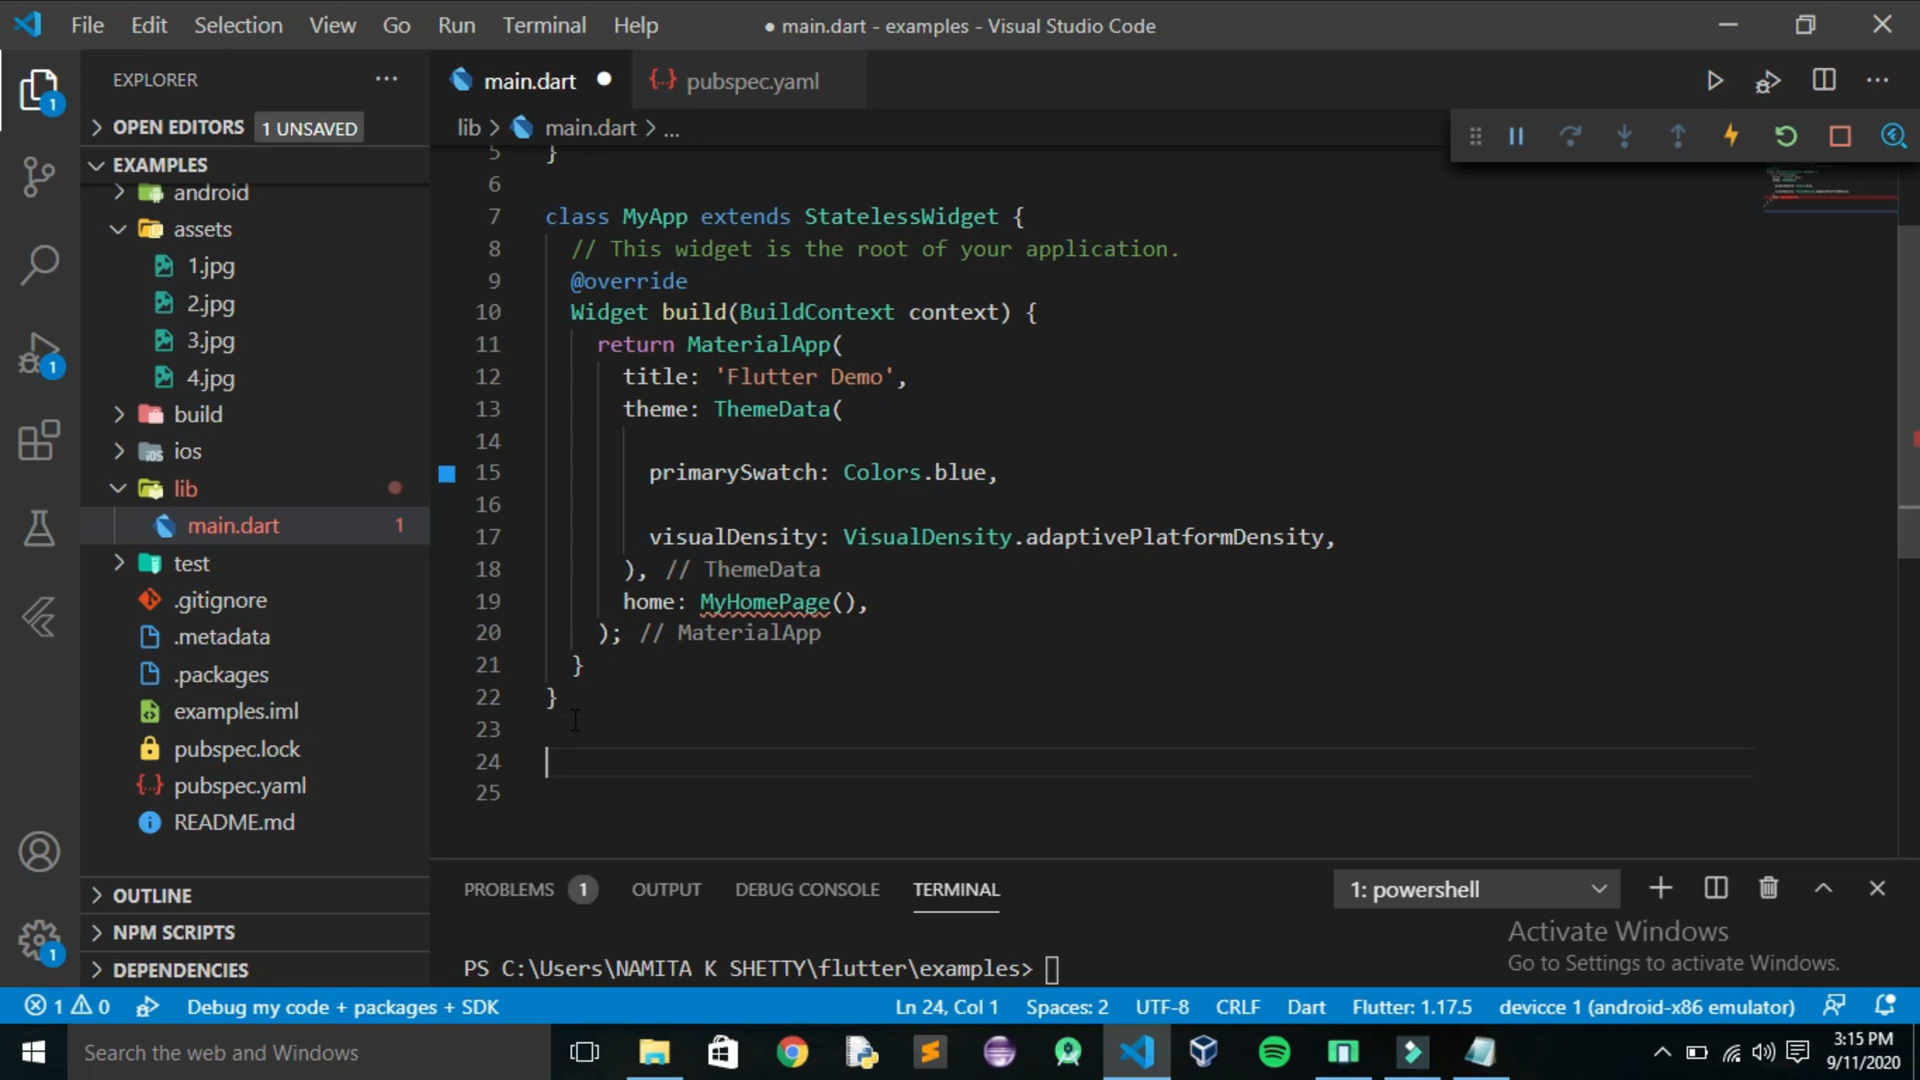 File Edit Selection View Go Run Terminal Help
● main.dart - examples - Visual Studio Code
EXPLORER
main.dart
pubspec.yaml
OPEN EDITORS 1 UNSAVED
lib > main.dart > ...
EXAMPLES
android
assets
1.jpg
2.jpg
3.jpg
4.jpg
build
ios
lib
main.dart 1
test
.gitignore
.metadata
.packages
examples.iml
pubspec.lock
pubspec.yaml
README.md
OUTLINE
NPM SCRIPTS
DEPENDENCIES
1
1
1
5 }
6
7 class MyApp extends StatelessWidget {
8 // This widget is the root of your application.
9 @override
10 Widget build(BuildContext context) {
11 return MaterialApp(
12 title: 'Flutter Demo',
13 theme: ThemeData(
14
15 primarySwatch: Colors.blue,
16
17 visualDensity: VisualDensity.adaptivePlatformDensity,
18 ), // ThemeData
19 home: MyHomePage(),
20 ); // MaterialApp
21 }
22 }
23
24
25
PROBLEMS 1 OUTPUT DEBUG CONSOLE TERMINAL
1: powershell
PS C:\Users\NAMITA K SHETTY\flutter\examples>
Activate Windows
Go to Settings to activate Windows.
1 0 Debug my code + packages + SDK
Ln 24, Col 1 Spaces: 2 UTF-8 CRLF Dart Flutter: 1.17.5 devicce 1 (android-x86 emulator)
Search the web and Windows
3:15 PM
9/11/2020